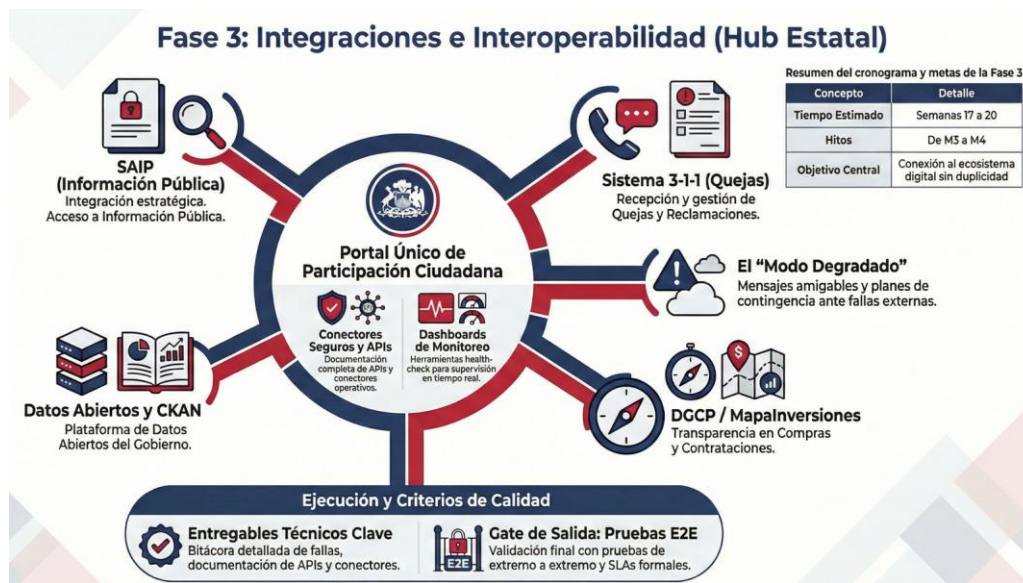 Fase 3: Integraciones e Interoperabilidad (Hub Estatal)
SAIP
(Información Pública)
Integración estratégica.
Acceso a Información Pública.
Sistema 3-1-1 (Quejas)
Recepción y gestión de
Quejas y Reclamaciones.
Resumen del cronograma y metas de la Fase 3
Concepto Detalle
Tiempo Estimado Semanas 17 a 20
Hitos De M3 a M4
Objetivo Central Conexión al ecosistema
digital sin duplicidad
Portal Único de
Participación Ciudadana
Conectores
Seguros y APIs
Documentación
completa de APIs y
conectores
operativos.
Dashboards
de Monitoreo
Herramientas health-
check para supervisión
en tiempo real.
El “Modo Degradado”
Mensajes amigables y planes de
contingencia ante fallas externas.
Datos Abiertos y CKAN
Plataforma de Datos
Abiertos del Gobierno.
DGCP / MapaInversiones
Transparencia en Compras
y Contrataciones.
Ejecución y Criterios de Calidad
Entregables Técnicos Clave
Bitácora detallada de fallas,
documentación de APIs y conectores.
E2E
Gate de Salida: Pruebas E2E
Validación final con pruebas de
extremo a extremo y SLAs formales.